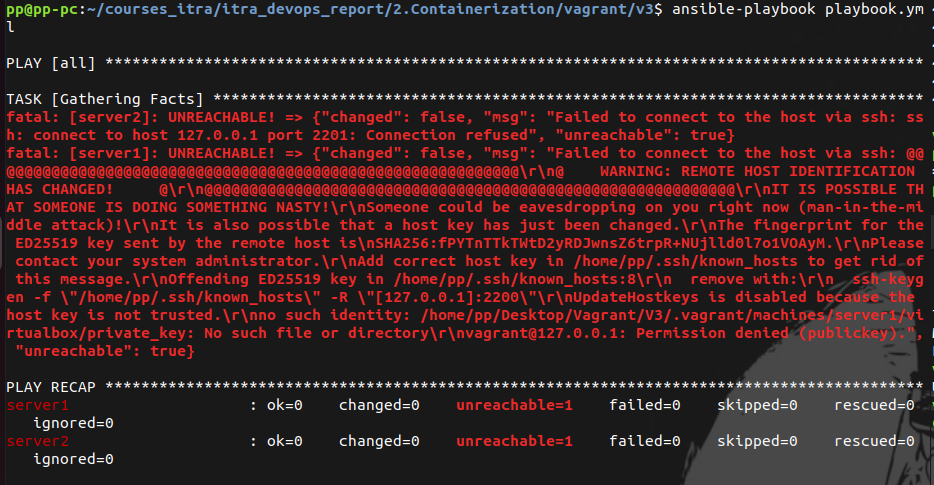 pp@pp-pc:~/courses_itra/itra_devops_report/2.Containerization/vagrant/v3$ ansible-playbook playbook.ym
l
PLAY [all] *******************************************************************************************
TASK [Gathering Facts] *******************************************************************************
fatal: [server2]: UNREACHABLE! => {"changed": false, "msg": "Failed to connect to the host via ssh: ss
h: connect to host 127.0.0.1 port 2201: Connection refused", "unreachable": true}
fatal: [server1]: UNREACHABLE! => {"changed": false, "msg": "Failed to connect to the host via ssh: @@
@@@@@@@@@@@@@@@@@@@@@@@@@@@@@@@@@@@@@@@@@@@@@@@@@@@@@@@@@\r\n@    WARNING: REMOTE HOST IDENTIFICATION 
HAS CHANGED!     @\r\n@@@@@@@@@@@@@@@@@@@@@@@@@@@@@@@@@@@@@@@@@@@@@@@@@@@@@@@@@@@\r\nIT IS POSSIBLE TH
AT SOMEONE IS DOING SOMETHING NASTY!\r\nSomeone could be eavesdropping on you right now (man-in-the-mi
ddle attack)!\r\nIt is also possible that a host key has just been changed.\r\nThe fingerprint for the
 ED25519 key sent by the remote host is\nSHA256:fPYTnTTkTWtD2yRDJwnsZ6trpR+NUjlld0l7o1VOAyM.\r\nPlease
 contact your system administrator.\r\nAdd correct host key in /home/pp/.ssh/known_hosts to get rid of
 this message.\r\nOffending ED25519 key in /home/pp/.ssh/known_hosts:8\r\n  remove with:\r\n  ssh-keyg
en -f \"/home/pp/.ssh/known_hosts\" -R \"[127.0.0.1]:2200\"\r\nUpdateHostkeys is disabled because the 
host key is not trusted.\r\nno such identity: /home/pp/Desktop/Vagrant/V3/.vagrant/machines/server1/vi
rtualbox/private_key: No such file or directory\r\nvagrant@127.0.0.1: Permission denied (publickey).",
 "unreachable": true}
PLAY RECAP *******************************************************************************************
server1                    : ok=0    changed=0    unreachable=1    failed=0    skipped=0    rescued=0 
   ignored=0
server2                    : ok=0    changed=0    unreachable=1    failed=0    skipped=0    rescued=0 
   ignored=0